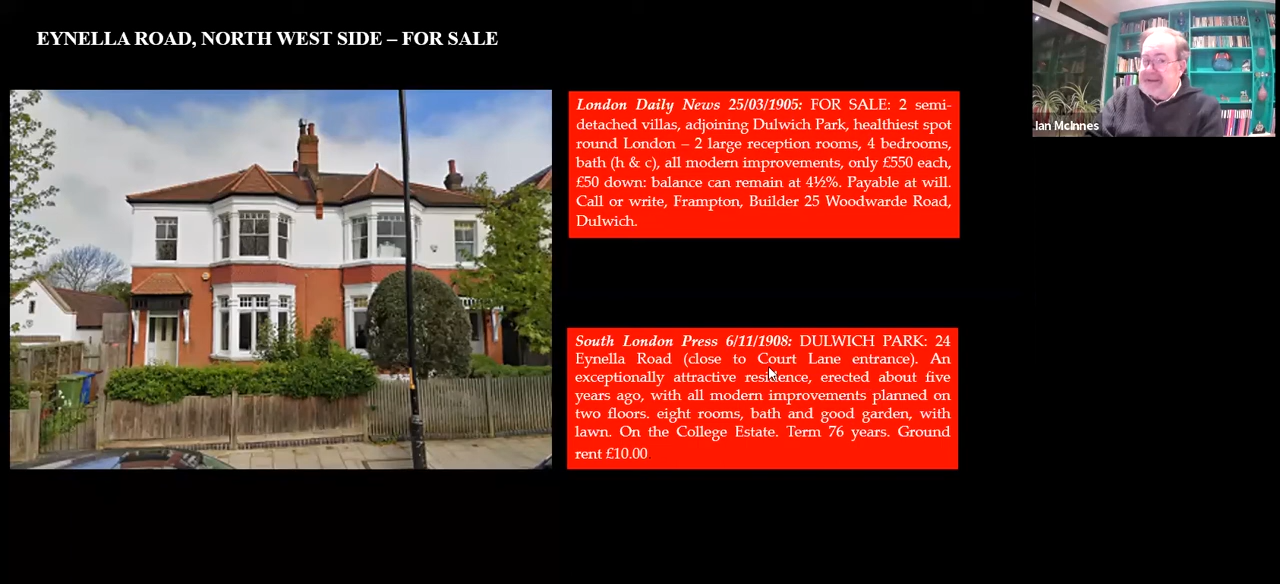 EYNELLA ROAD, NORTH WEST SIDE – FOR SALE
London Daily News 25/03/1905: FOR SALE: 2 semi-
detached villas, adjoining Dulwich Park, healthiest spot
round London – 2 large reception rooms, 4 bedrooms,
bath (h & c), all modern improvements, only £550 each,
£50 down: balance can remain at 4½%. Payable at will.
Call or write, Frampton, Builder 25 Woodwarde Road,
Dulwich.
South London Press 6/11/1908: DULWICH PARK: 24
Eynella Road (close to Court Lane entrance). An
exceptionally attractive residence, erected about five
years ago, with all modern improvements planned on
two floors. eight rooms, bath and good garden, with
lawn. On the College Estate. Term 76 years. Ground
rent £10.00
Ian McInnes